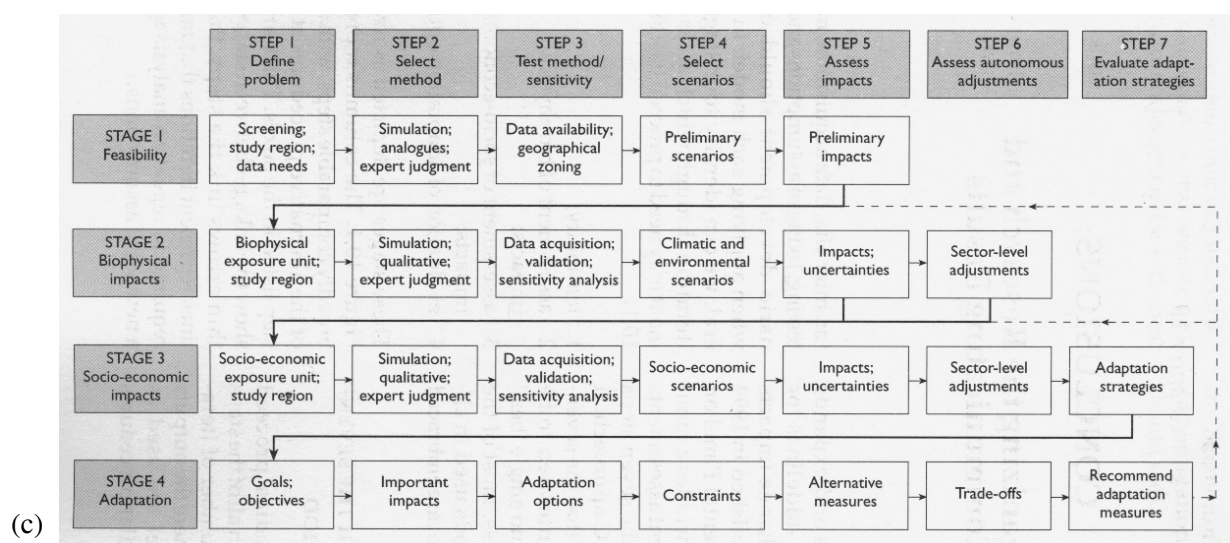 STEP 1
Define
problem
STEP 2
Select
method
STEP 3
Test method/
sensitivity
STEP 4
Select
scenarios
STEP 5
Assess
impacts
STEP 6
Assess autonomous
adjustments
STEP 7
Evaluate adapt-
ation strategies
STAGE 1
Feasibility
Screening;
study region;
data needs
Simulation;
analogues;
expert judgment
Data availability;
geographical
zoning
Preliminary
scenarios
Preliminary
impacts
STAGE 2
Biophysical
impacts
Biophysical
exposure unit;
study region
Simulation;
qualitative;
expert judgment
Data acquisition;
validation;
sensitivity analysis
Climatic and
environmental
scenarios
Impacts;
uncertainties
Sector-level
adjustments
STAGE 3
Socio-economic
impacts
Socio-economic
exposure unit;
study region
Simulation;
qualitative;
expert judgment
Data acquisition;
validation;
sensitivity analysis
Socio-economic
scenarios
Impacts;
uncertainties
Sector-level
adjustments
Adaptation
strategies
STAGE 4
Adaptation
Goals;
objectives
Important
impacts
Adaptation
options
Constraints
Alternative
measures
Trade-offs
Recommend
adaptation
measures
(c)